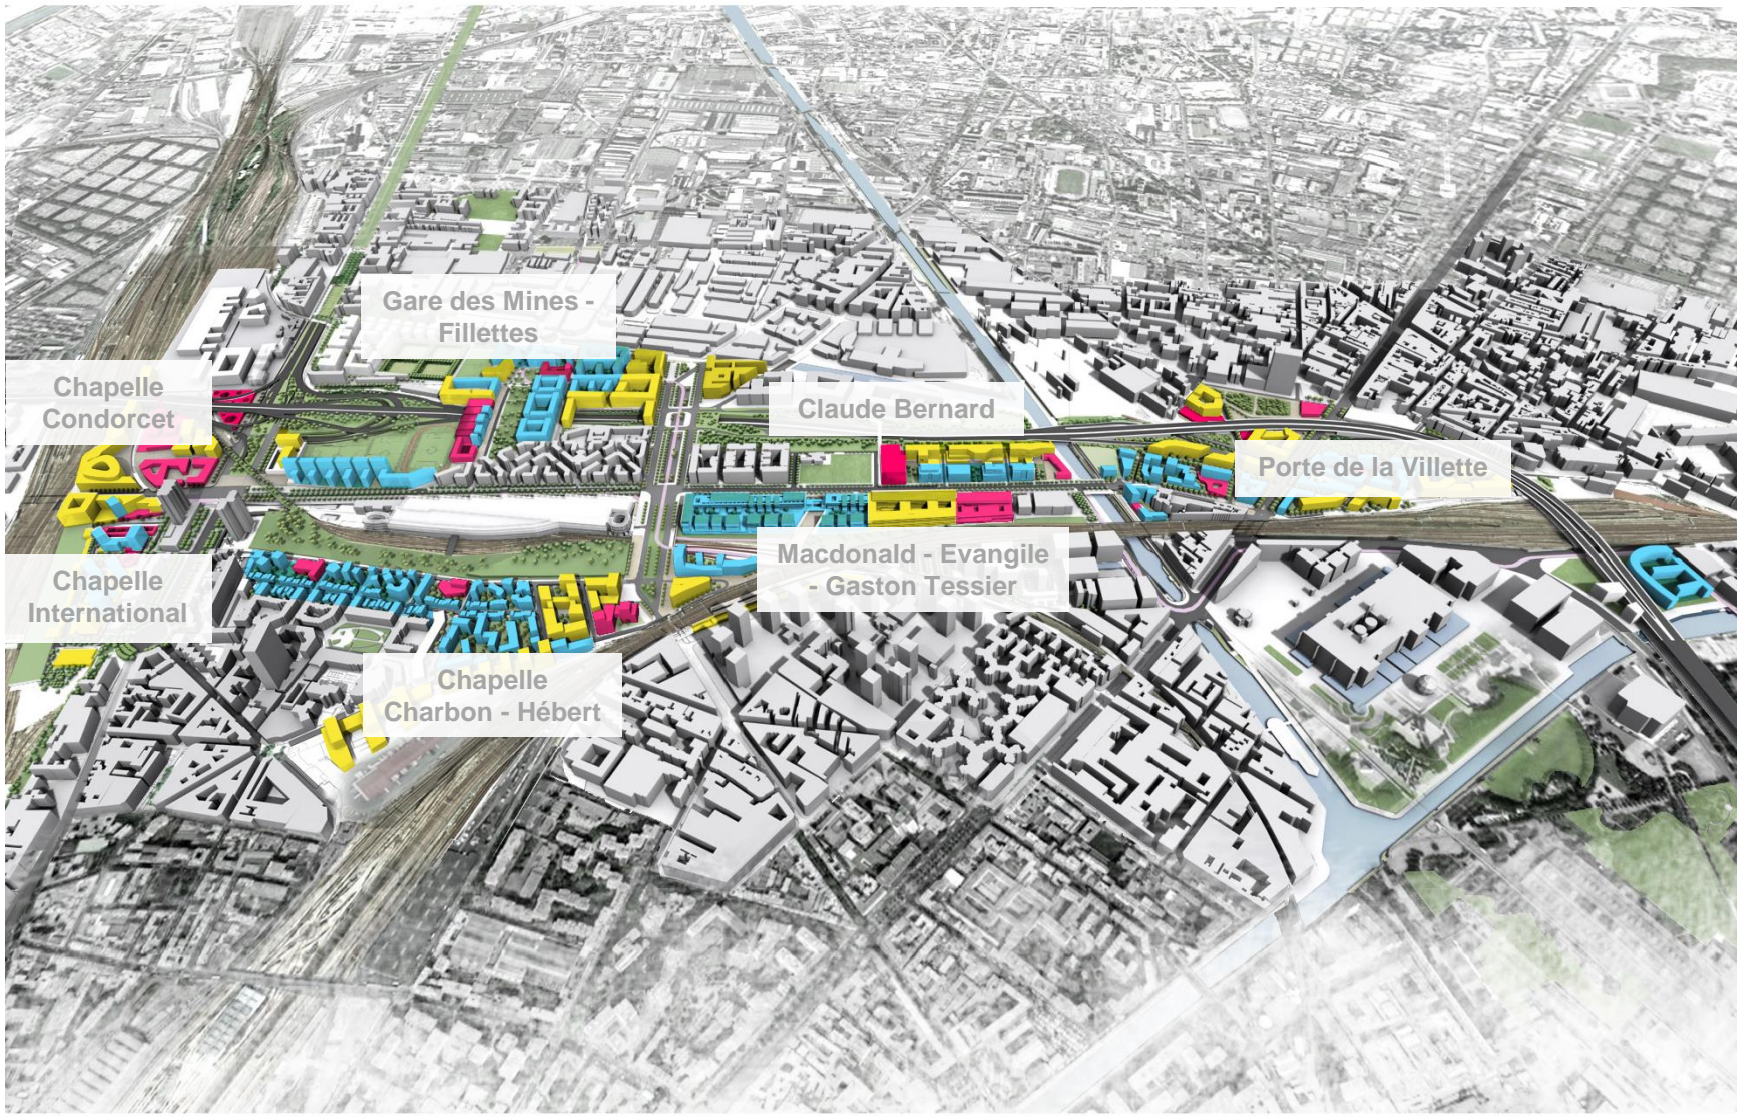 Gare des Mines -
Fillettes
Chapelle
Condorcet
Claude Bernard
Porte de la Villette
Macdonald - Evangile
- Gaston Tessier
Chapelle
International
Chapelle
Charbon - Hébert